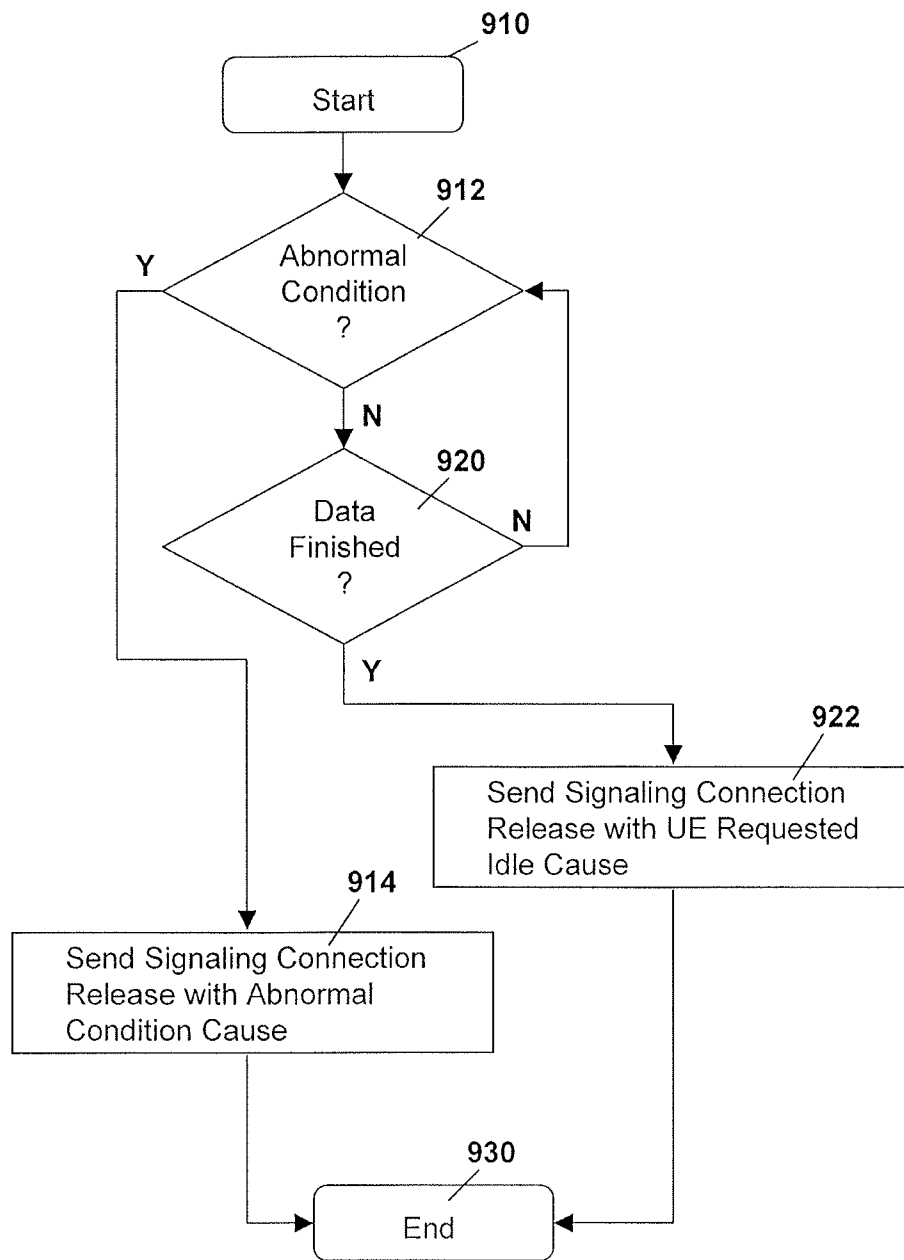 910
Start
912
Y
Abnormal
Condition
?
N
920
Data
Finished
?
N
Y
922
Send Signaling Connection
Release with UE Requested
Idle Cause
914
Send Signaling Connection
Release with Abnormal
Condition Cause
930
End